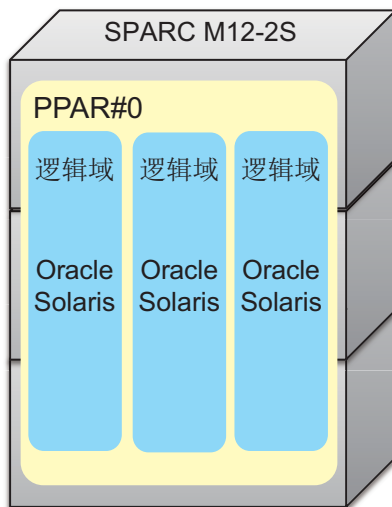 SPARC M12-2S
PPAR#0
逻辑域 逻辑域 逻辑域
Oracle Oracle Oracle
Solaris Solaris Solaris